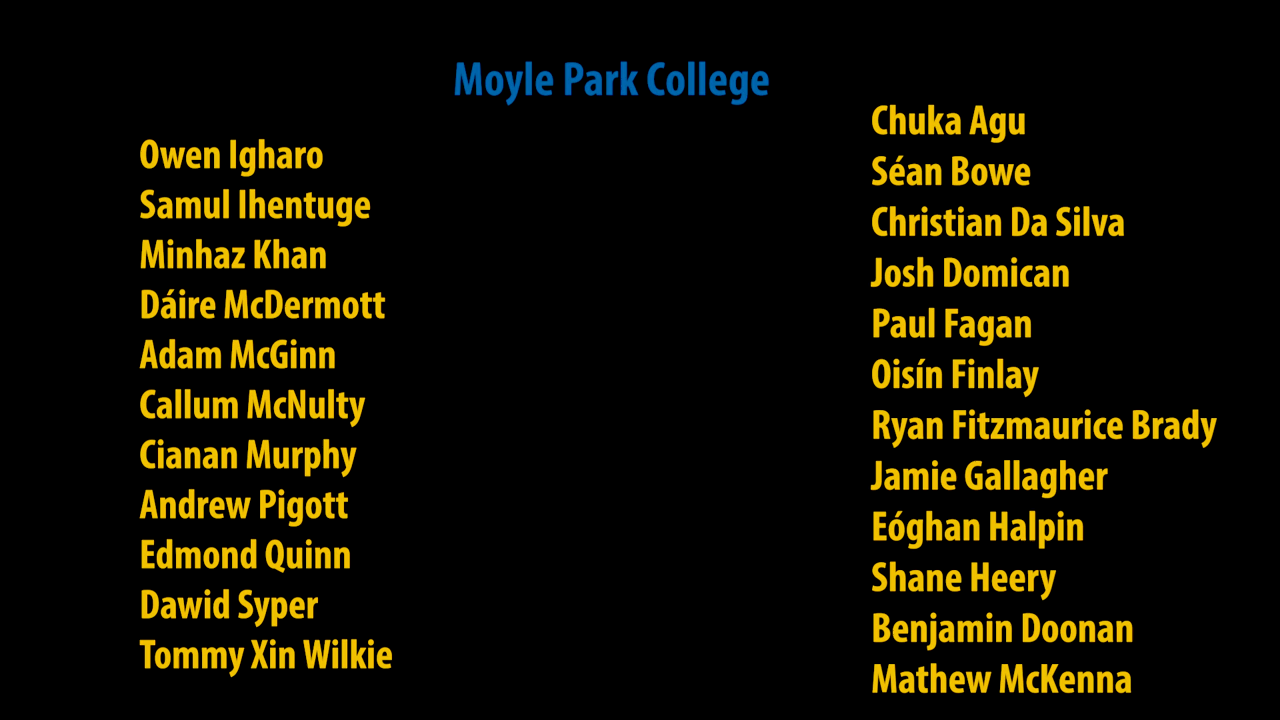 Moyle Park College
Owen Igharo
Samul Ihentuge
Minhaz Khan
Dáire McDermott
Adam McGinn
Callum McNulty
Cianan Murphy
Andrew Pigott
Edmond Quinn
Dawid Syper
Tommy Xin Wilkie
Chuka Agu
Séan Bowe
Christian Da Silva
Josh Domican
Paul Fagan
Oisín Finlay
Ryan Fitzmaurice Brady
Jamie Gallagher
Eóghan Halpin
Shane Heery
Benjamin Doonan
Mathew McKenna